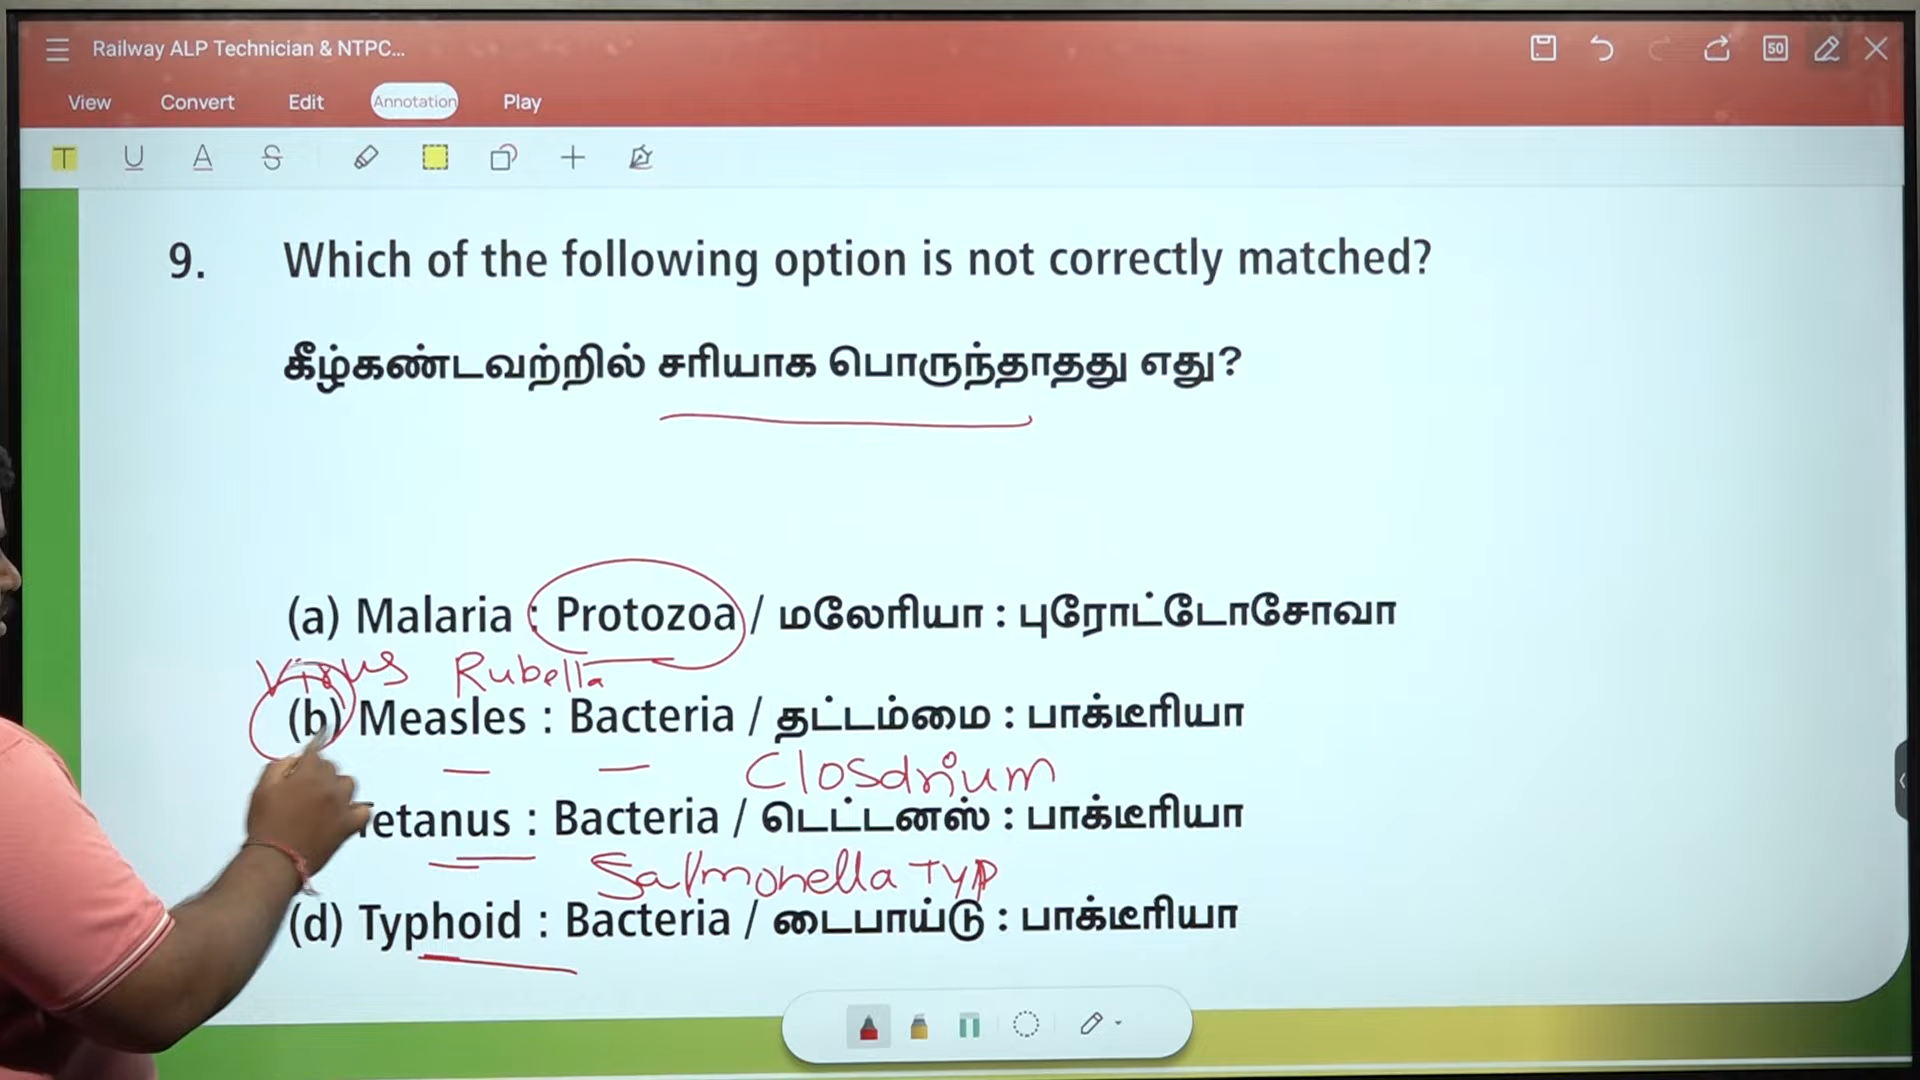 Railway ALP Technician & NTPC...
50
View Convert Edit Annotation Play
T U A S
9. Which of the following option is not correctly matched?
கீழ்கண்டவற்றில் சரியாக பொருந்தாதது எது?
(a) Malaria : Protozoa / மலேரியா : புரோட்டோசோவா
Virus Rubella
(b) Measles : Bacteria / தட்டம்மை : பாக்டீரியா
Closdrium
Tetanus : Bacteria / டெட்டனஸ் : பாக்டீரியா
Salmonella Typ
(d) Typhoid : Bacteria / டைபாய்டு : பாக்டீரியா